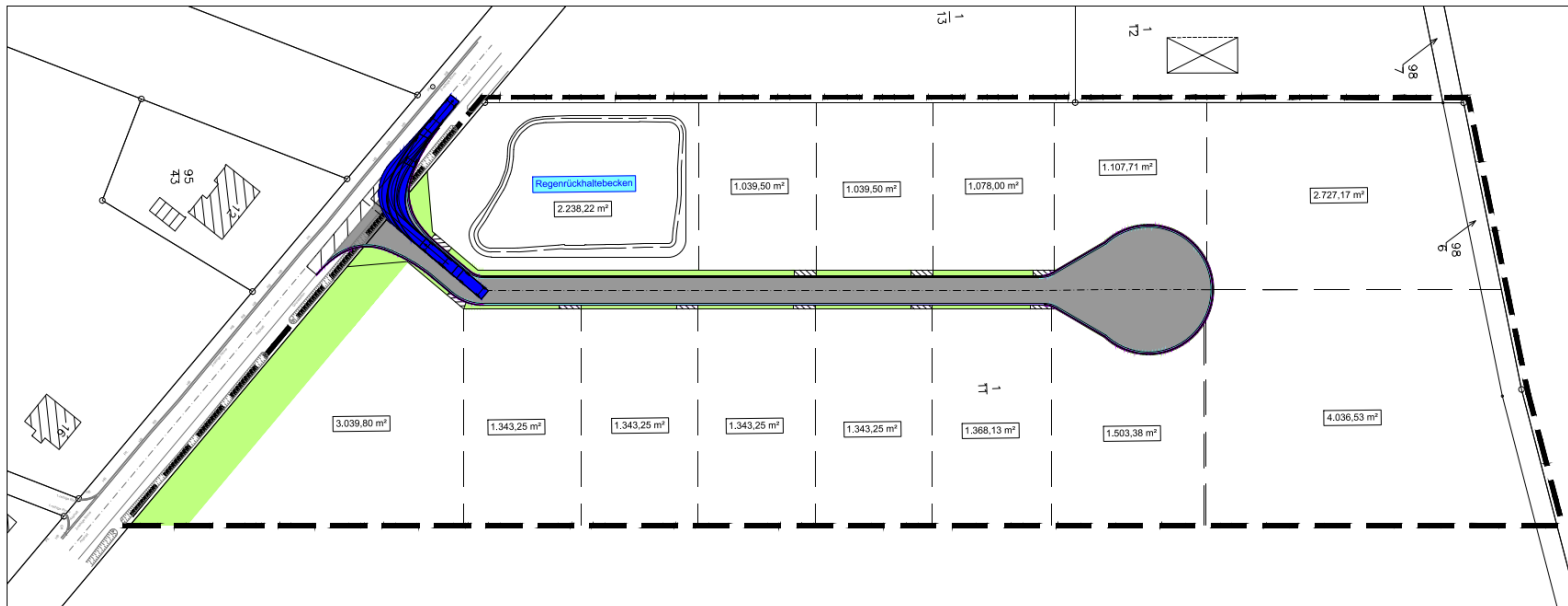 1
13
1
12
98
7
95
43
12
Regenrückhaltebecken
2.238,22 m²
1.039,50 m²
1.039,50 m²
1.078,00 m²
1.107,71 m²
2.727,17 m²
98
6
1
11
16
3.039,80 m²
1.343,25 m²
1.343,25 m²
1.343,25 m²
1.343,25 m²
1.368,13 m²
1.503,38 m²
4.036,53 m²